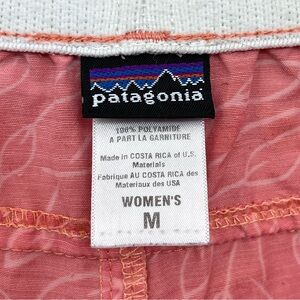 patagonia
100% POLYAMIDE
A PART LA GARNITURE
Made in COSTA RICA of U.S.
Materials
Fabrique AU COSTA RICA des
Materiaux des USA
WOMEN'S
M